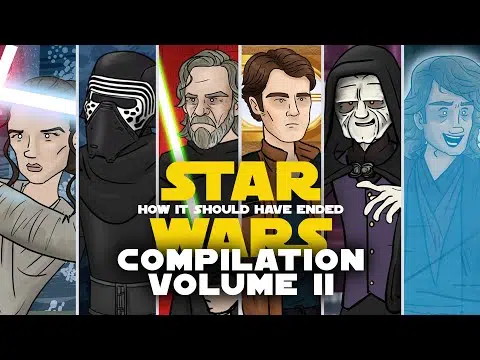 STAR
HOW IT SHOULD HAVE ENDED
WARS
COMPILATION
VOLUME II